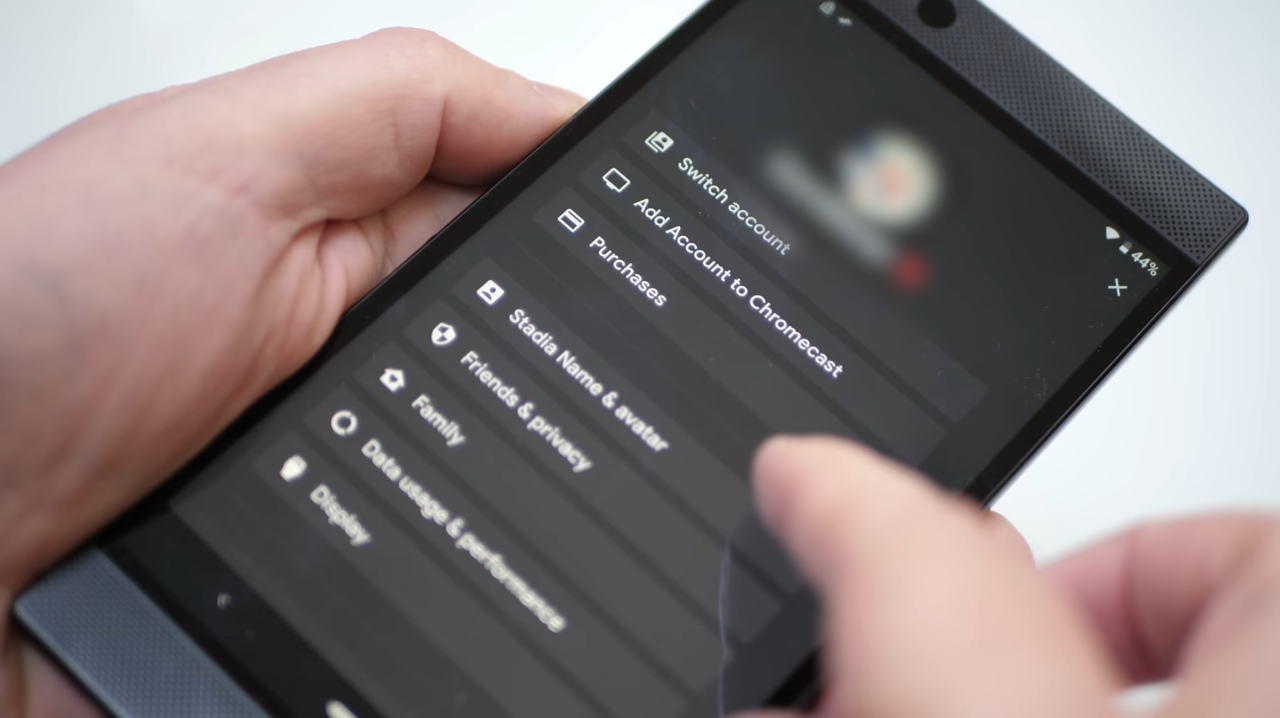 44%
Switch account
Add Account to Chromecast
Purchases
Stadia Name & avatar
Friends & privacy
Family
Data usage & performance
Display